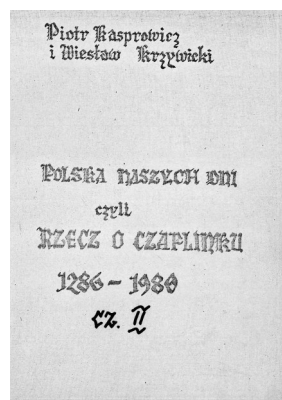 Piotr Kasprowicz
i Wiesław Krzywicki
POLSKA NASZYCH DNI
czyli
RZECZ O CZAPLINKU
1286 – 1980
CZ. II